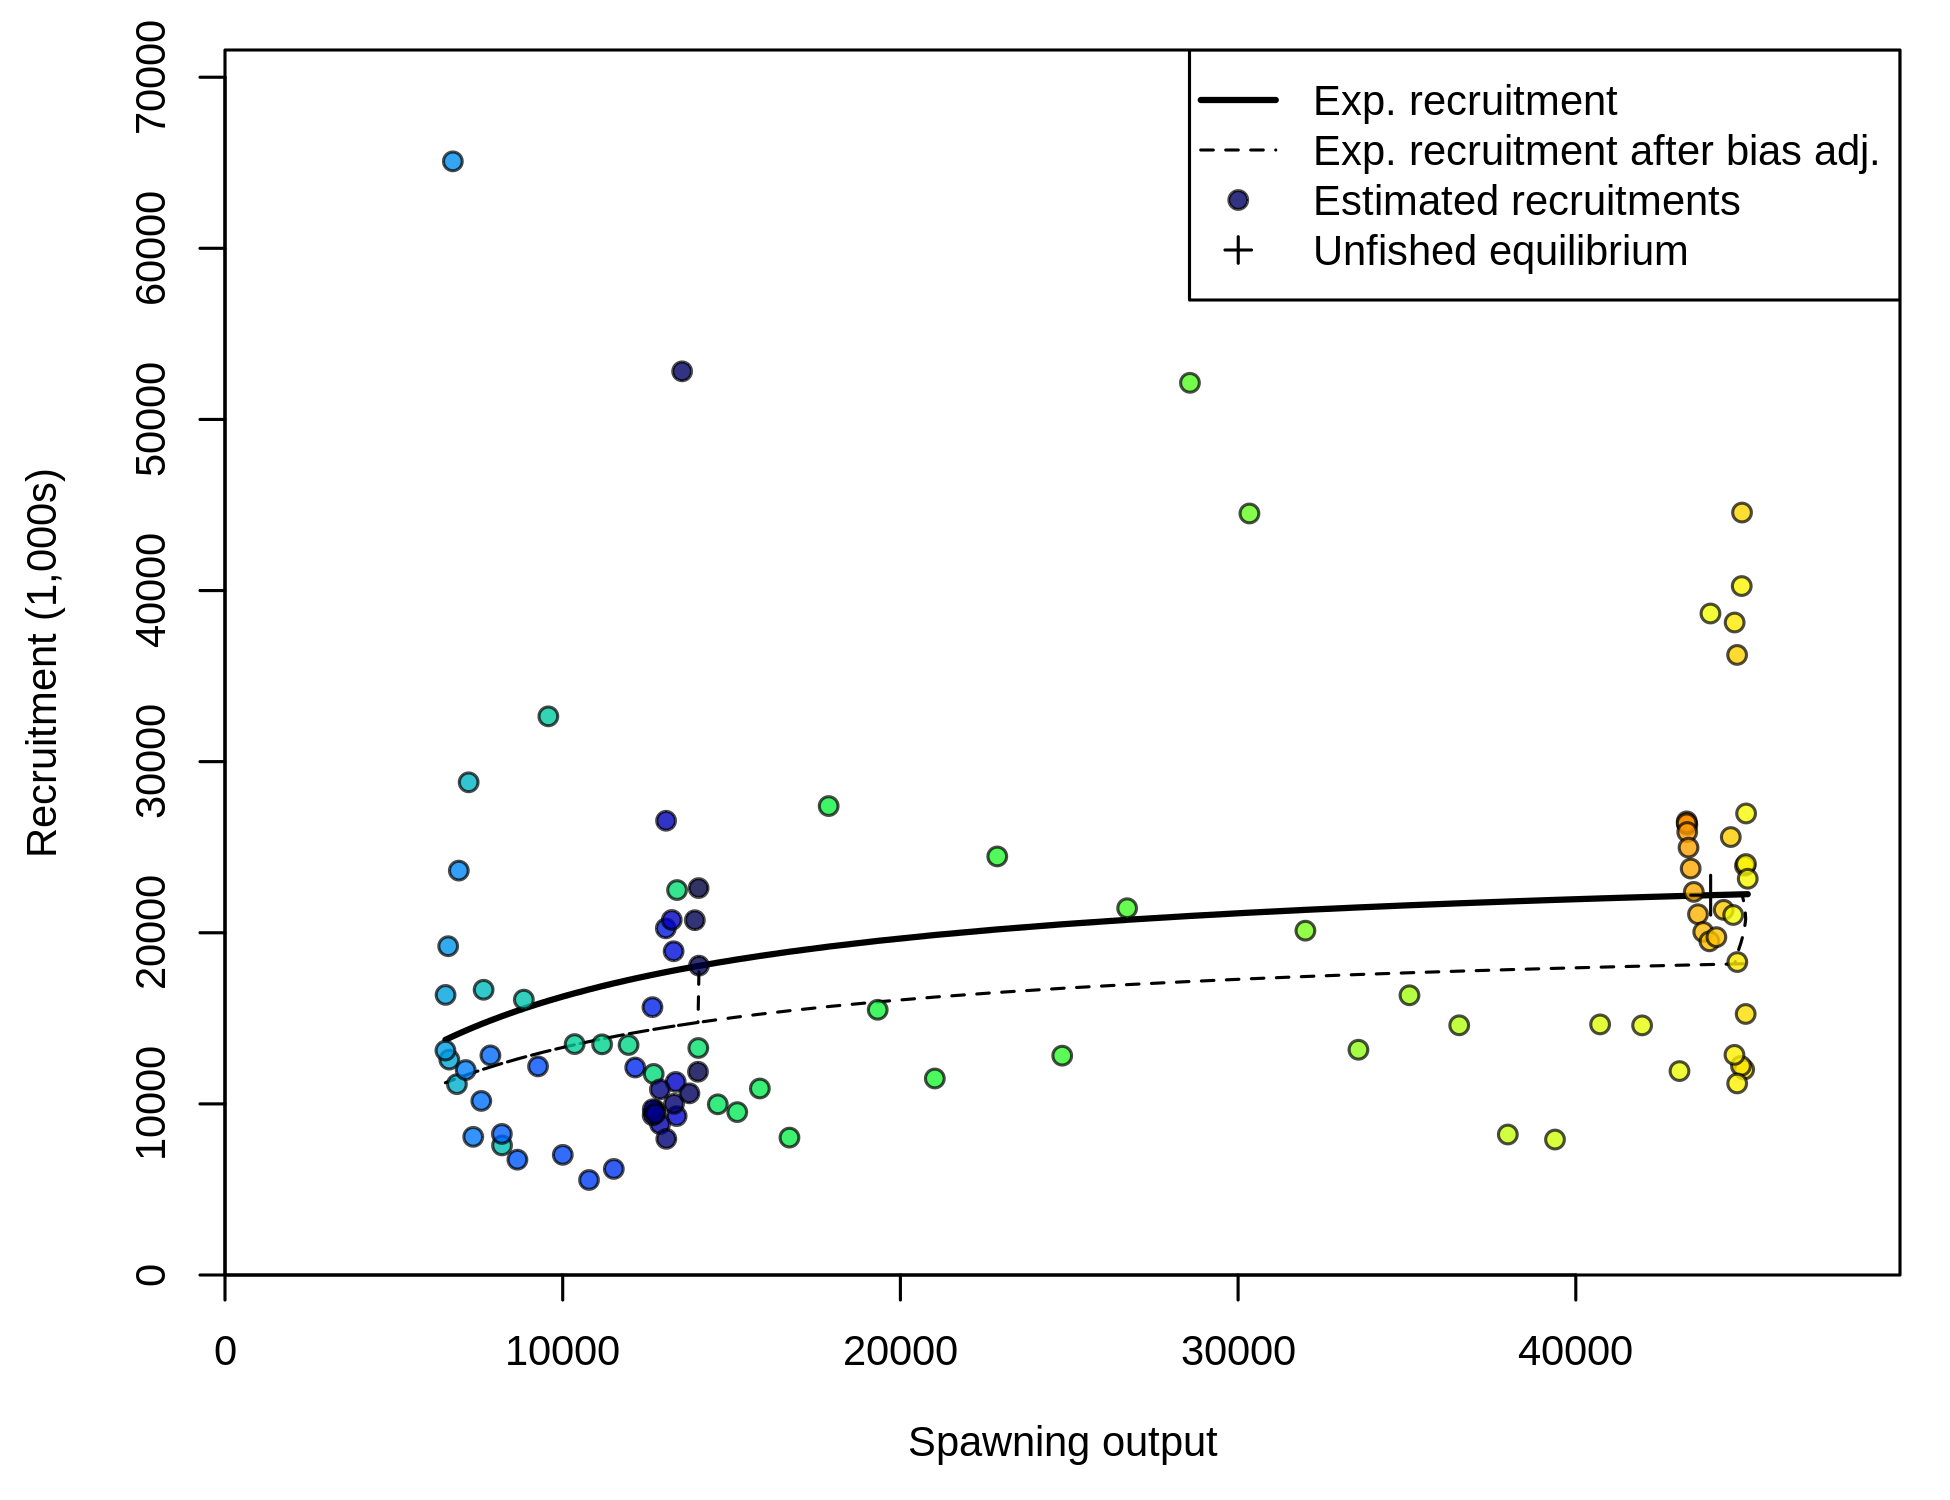 Exp. recruitment
Exp. recruitment after bias adj.
Estimated recruitments
Unfished equilibrium
Recruitment (1,000s)
70000
60000
50000
40000
30000
20000
10000
0
0 10000 20000 30000 40000
Spawning output